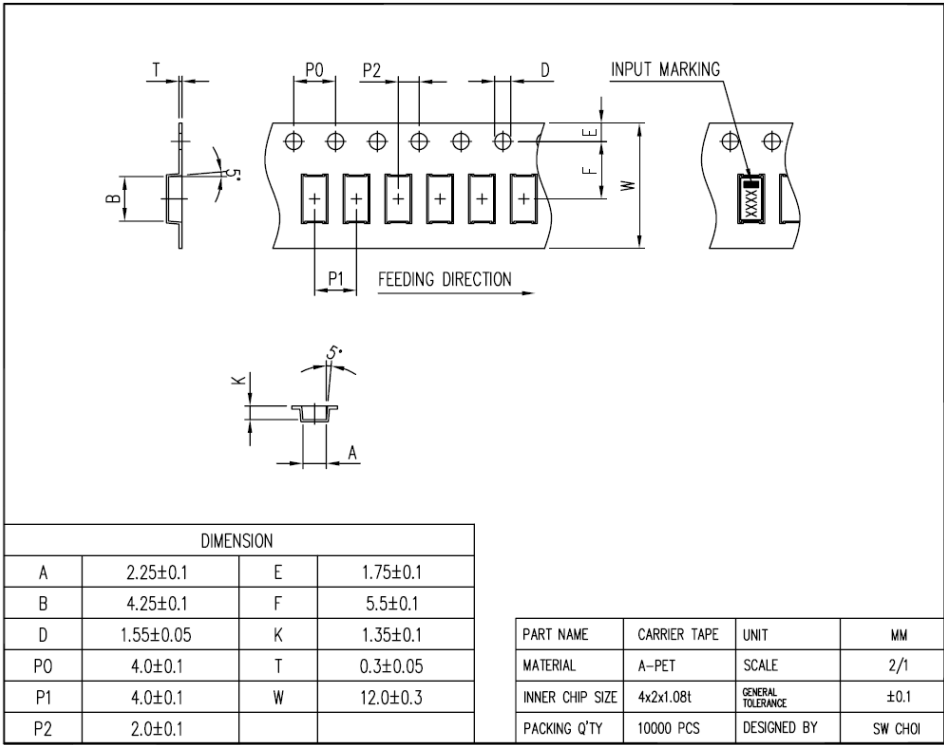 T
P0
P2
D
INPUT MARKING
E
F
W
B
5°
XXXX
P1
FEEDING DIRECTION
5°
K
A
DIMENSION
A 2.25±0.1 E 1.75±0.1
B 4.25±0.1 F 5.5±0.1
D 1.55±0.05 K 1.35±0.1
P0 4.0±0.1 T 0.3±0.05
P1 4.0±0.1 W 12.0±0.3
P2 2.0±0.1
PART NAME CARRIER TAPE UNIT MM
MATERIAL A-PET SCALE 2/1
INNER CHIP SIZE 4x2x1.08t GENERAL TOLERANCE ±0.1
PACKING Q'TY 10000 PCS DESIGNED BY SW CHOI